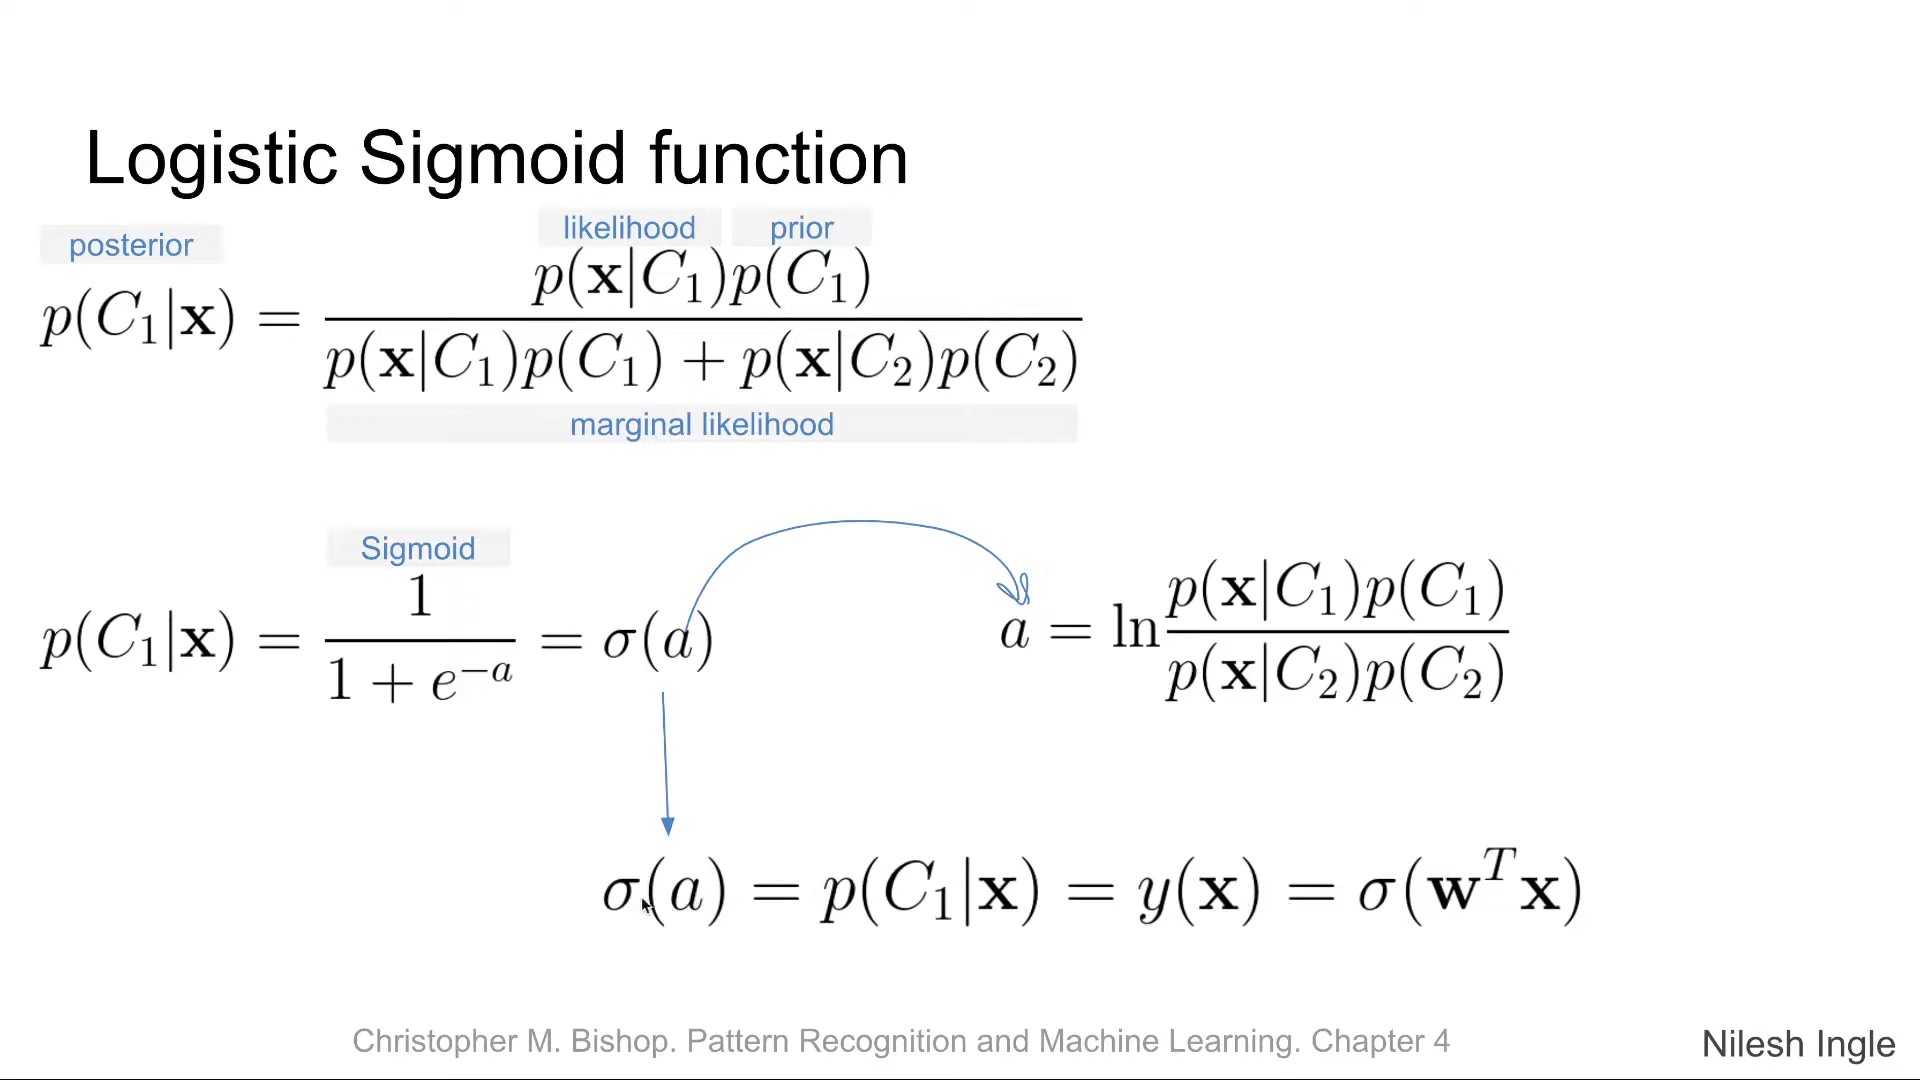 Logistic Sigmoid function
posterior
likelihood prior
p(C₁|x) = p(x|C₁)p(C₁) / p(x|C₁)p(C₁) + p(x|C₂)p(C₂)
marginal likelihood
Sigmoid
p(C₁|x) = 1 / 1 + e⁻ᵃ = σ(a)
a = ln p(x|C₁)p(C₁) / p(x|C₂)p(C₂)
σ(a) = p(C₁|x) = y(x) = σ(wᵀx)
Christopher M. Bishop. Pattern Recognition and Machine Learning. Chapter 4
Nilesh Ingle